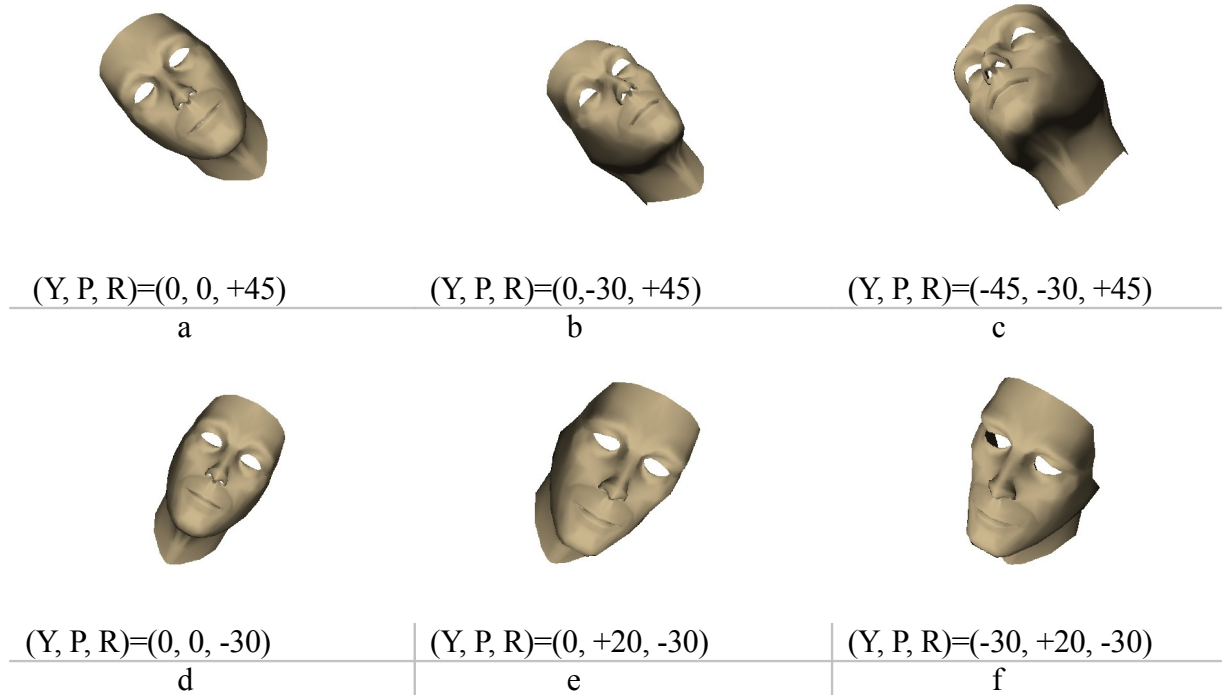 (Y, P, R)=(0, 0, +45) (Y, P, R)=(0,-30, +45) (Y, P, R)=(-45, -30, +45)
a b c
(Y, P, R)=(0, 0, -30) (Y, P, R)=(0, +20, -30) (Y, P, R)=(-30, +20, -30)
d e f